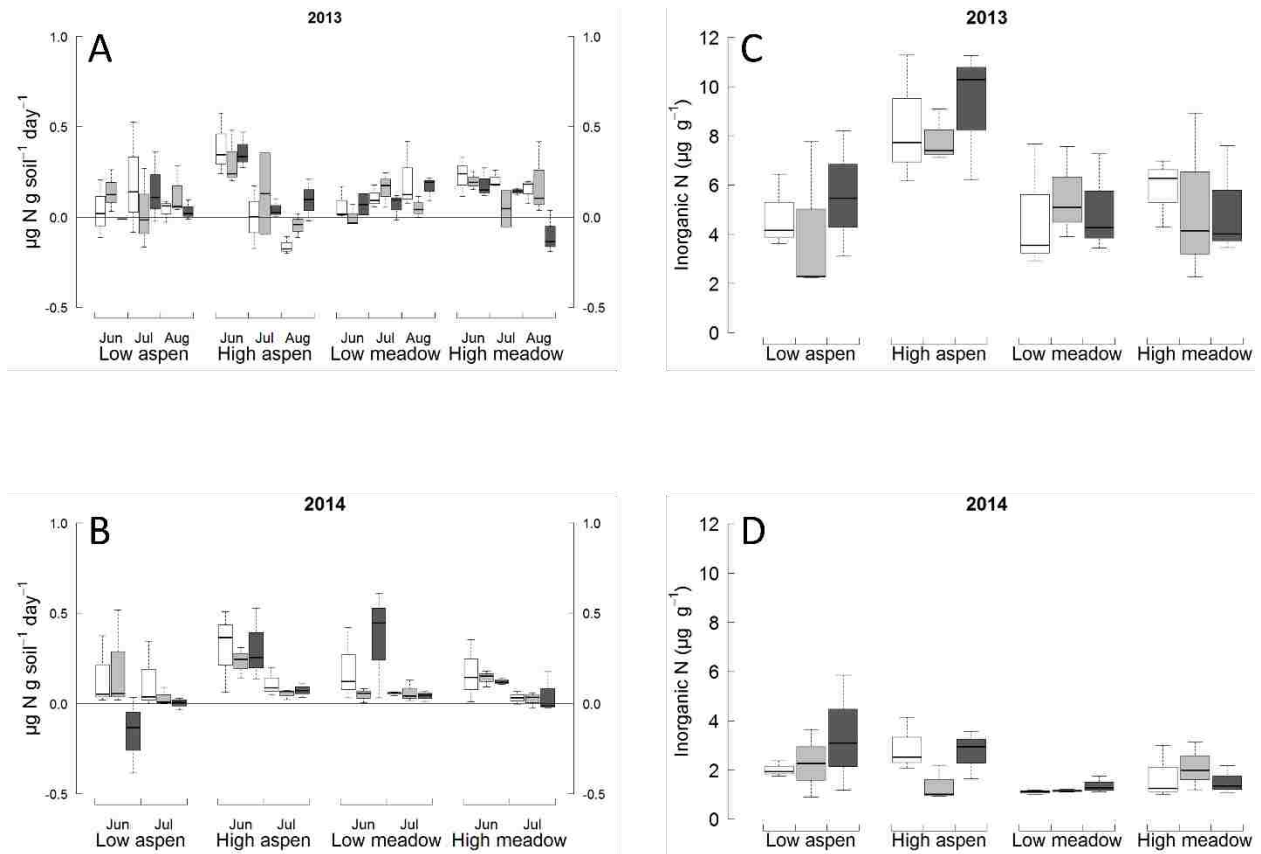 2013
A
1.0
0.5
0.0
-0.5
1.0
0.5
0.0
-0.5
µg N g soil⁻¹ day⁻¹
Jun Jul Aug Jun Jul Aug Jun Jul Aug Jun Jul Aug
Low aspen High aspen Low meadow High meadow
2013
C
12
10
8
6
4
2
0
Inorganic N (µg g⁻¹)
Low aspen High aspen Low meadow High meadow
2014
B
1.0
0.5
0.0
-0.5
1.0
0.5
0.0
-0.5
µg N g soil⁻¹ day⁻¹
Jun Jul Jun Jul Jun Jul Jun Jul
Low aspen High aspen Low meadow High meadow
2014
D
12
10
8
6
4
2
0
Inorganic N (µg g⁻¹)
Low aspen High aspen Low meadow High meadow